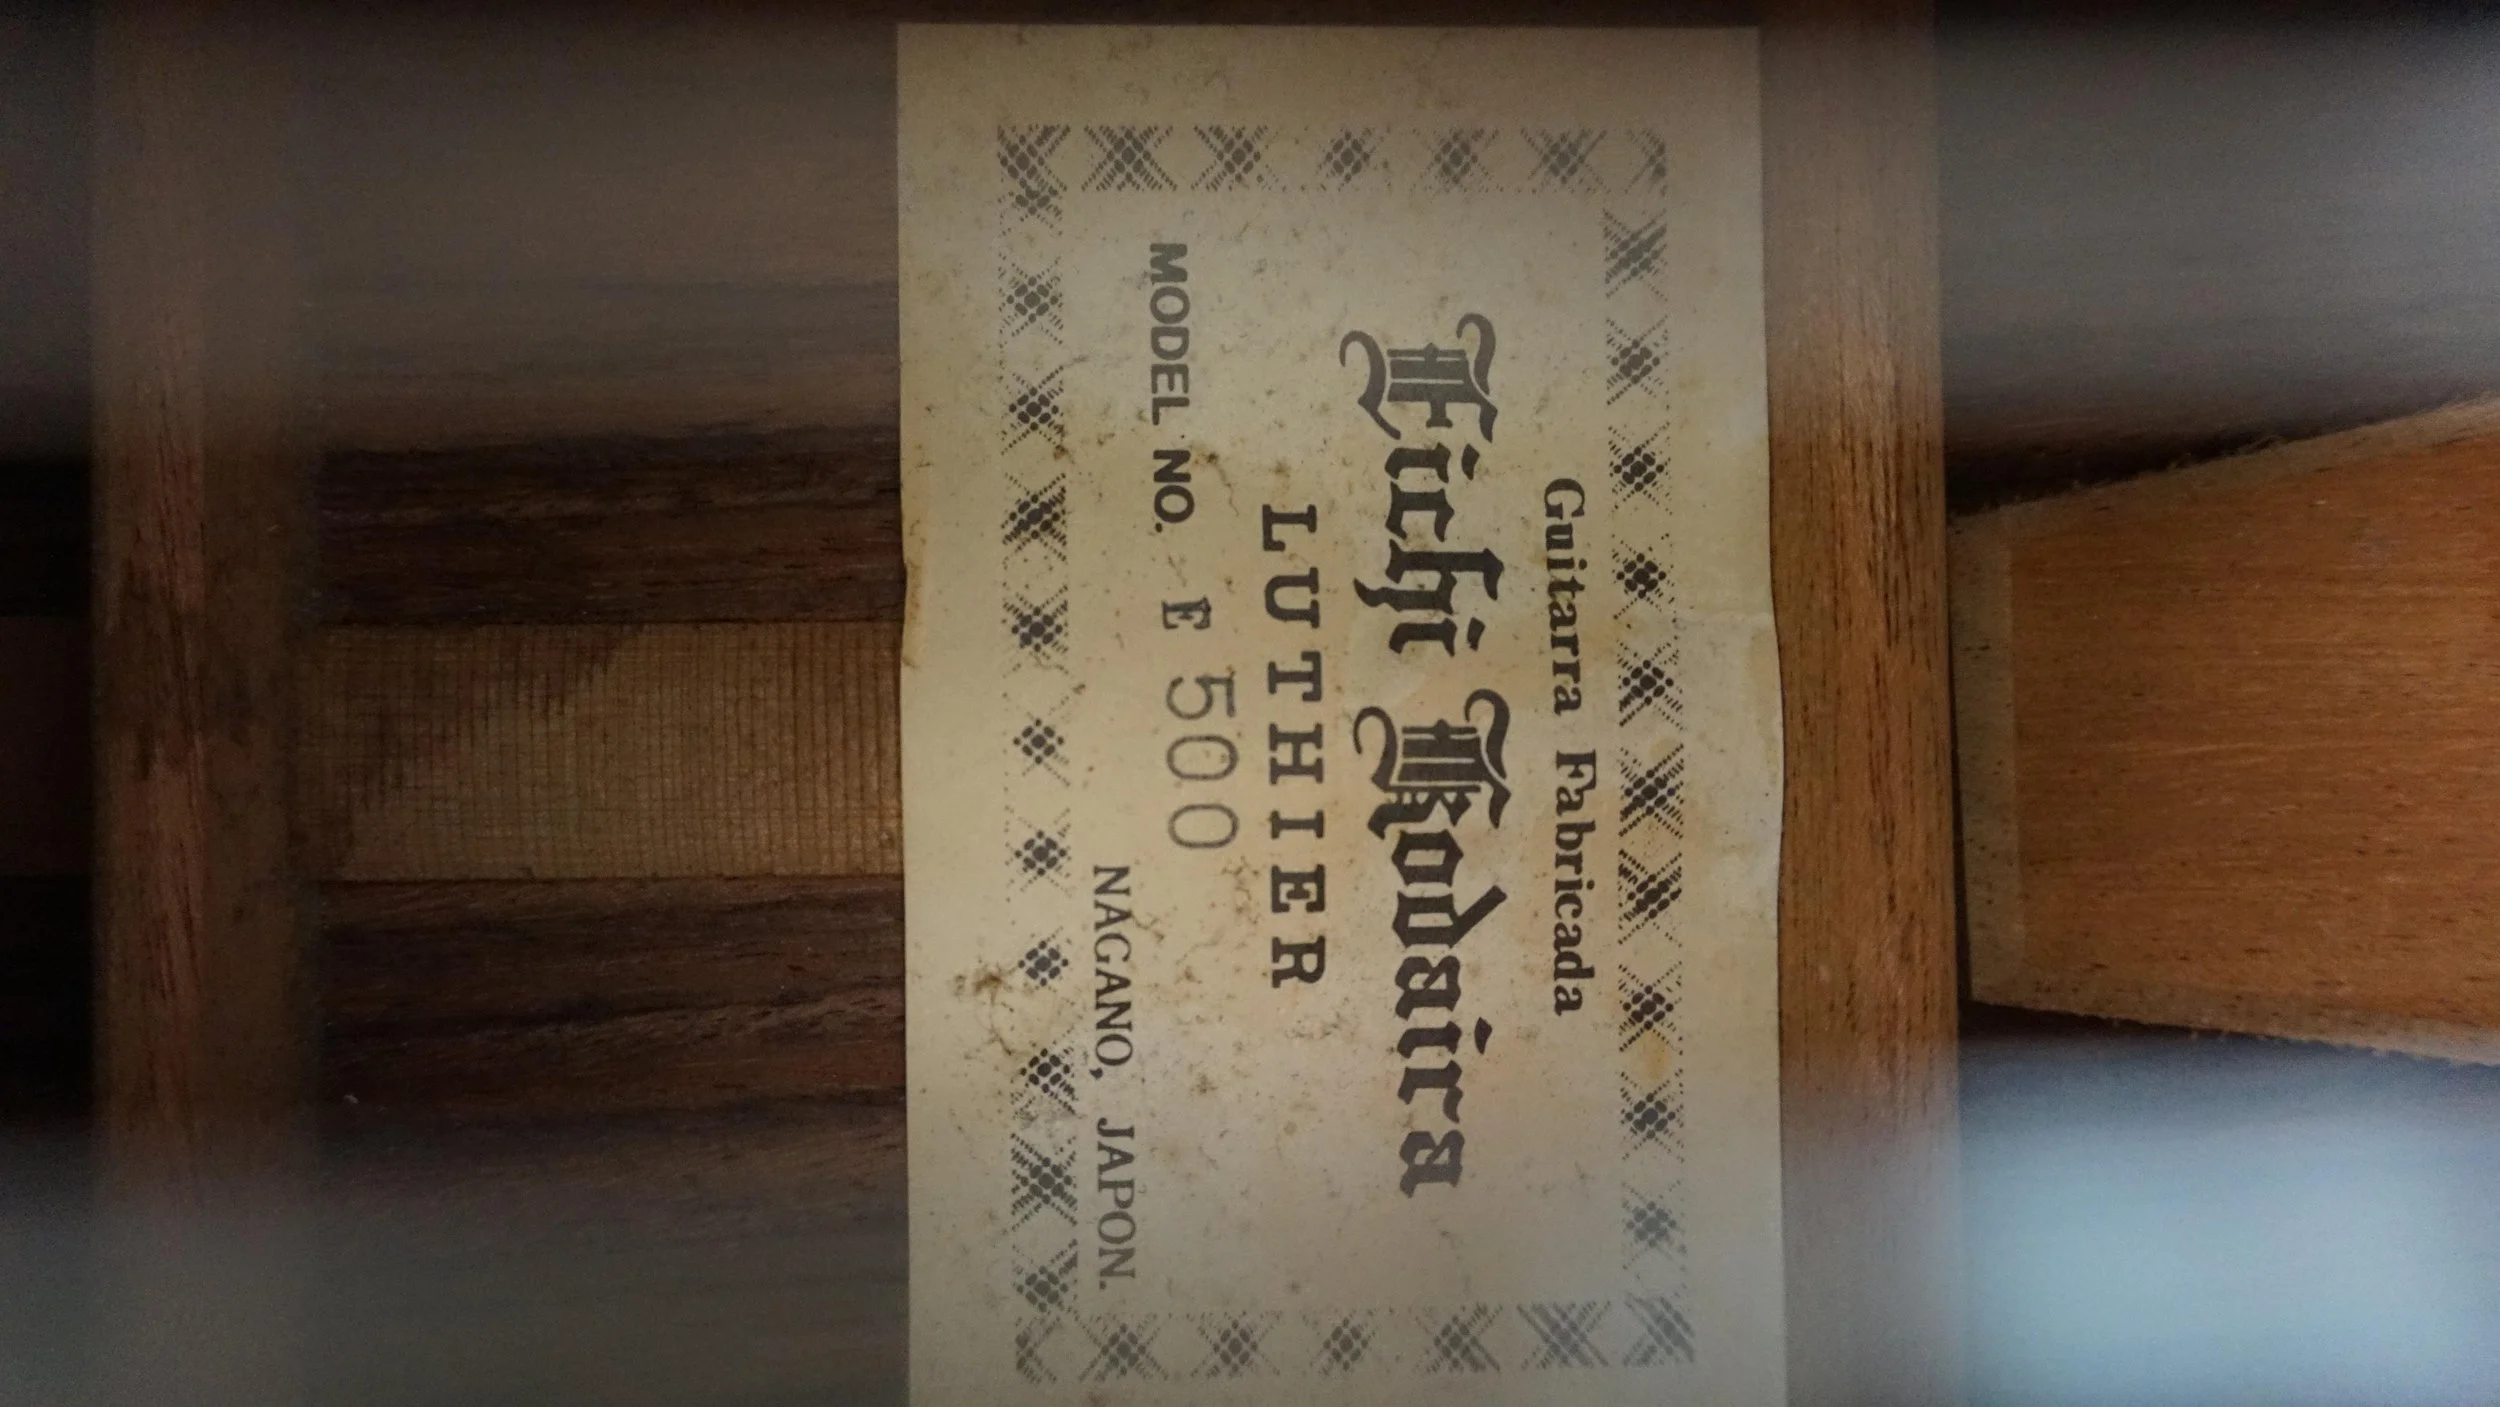 Guitarra Fabricada
Eichi Kodaira
LUTHIER
MODEL NO. E 500
NAGANO, JAPON.